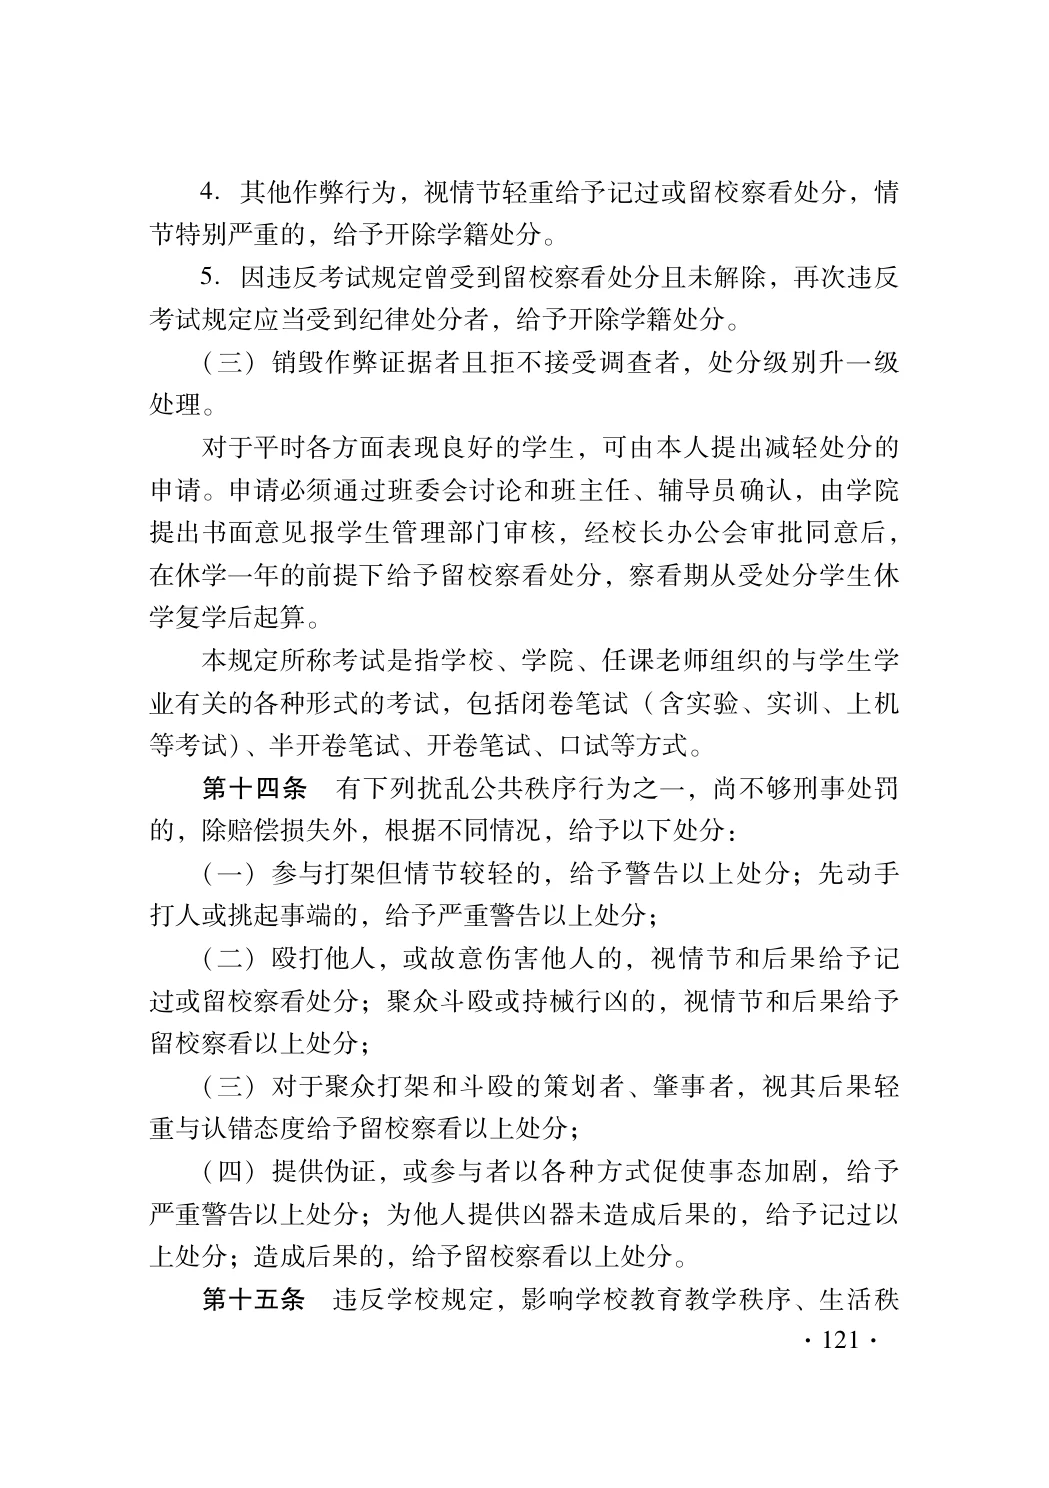 4. 其他作弊行为，视情节轻重给予记过或留校察看处分，情
节特别严重的，给予开除学籍处分。
5. 因违反考试规定曾受到留校察看处分且未解除，再次违反
考试规定应当受到纪律处分者，给予开除学籍处分。
（三）销毁作弊证据者且拒不接受调查者，处分级别升一级
处理。
对于平时各方面表现良好的学生，可由本人提出减轻处分的
申请。申请必须通过班委会讨论和班主任、辅导员确认，由学院
提出书面意见报学生管理部门审核，经校长办公会审批同意后，
在休学一年的前提下给予留校察看处分，察看期从受处分学生休
学复学后起算。
本规定所称考试是指学校、学院、任课老师组织的与学生学
业有关的各种形式的考试，包括闭卷笔试（含实验、实训、上机
等考试）、半开卷笔试、开卷笔试、口试等方式。
第十四条　有下列扰乱公共秩序行为之一，尚不够刑事处罚
的，除赔偿损失外，根据不同情况，给予以下处分：
（一）参与打架但情节较轻的，给予警告以上处分；先动手
打人或挑起事端的，给予严重警告以上处分；
（二）殴打他人，或故意伤害他人的，视情节和后果给予记
过或留校察看处分；聚众斗殴或持械行凶的，视情节和后果给予
留校察看以上处分；
（三）对于聚众打架和斗殴的策划者、肇事者，视其后果轻
重与认错态度给予留校察看以上处分；
（四）提供伪证，或参与者以各种方式促使事态加剧，给予
严重警告以上处分；为他人提供凶器未造成后果的，给予记过以
上处分；造成后果的，给予留校察看以上处分。
第十五条　违反学校规定，影响学校教育教学秩序、生活秩
· 121 ·